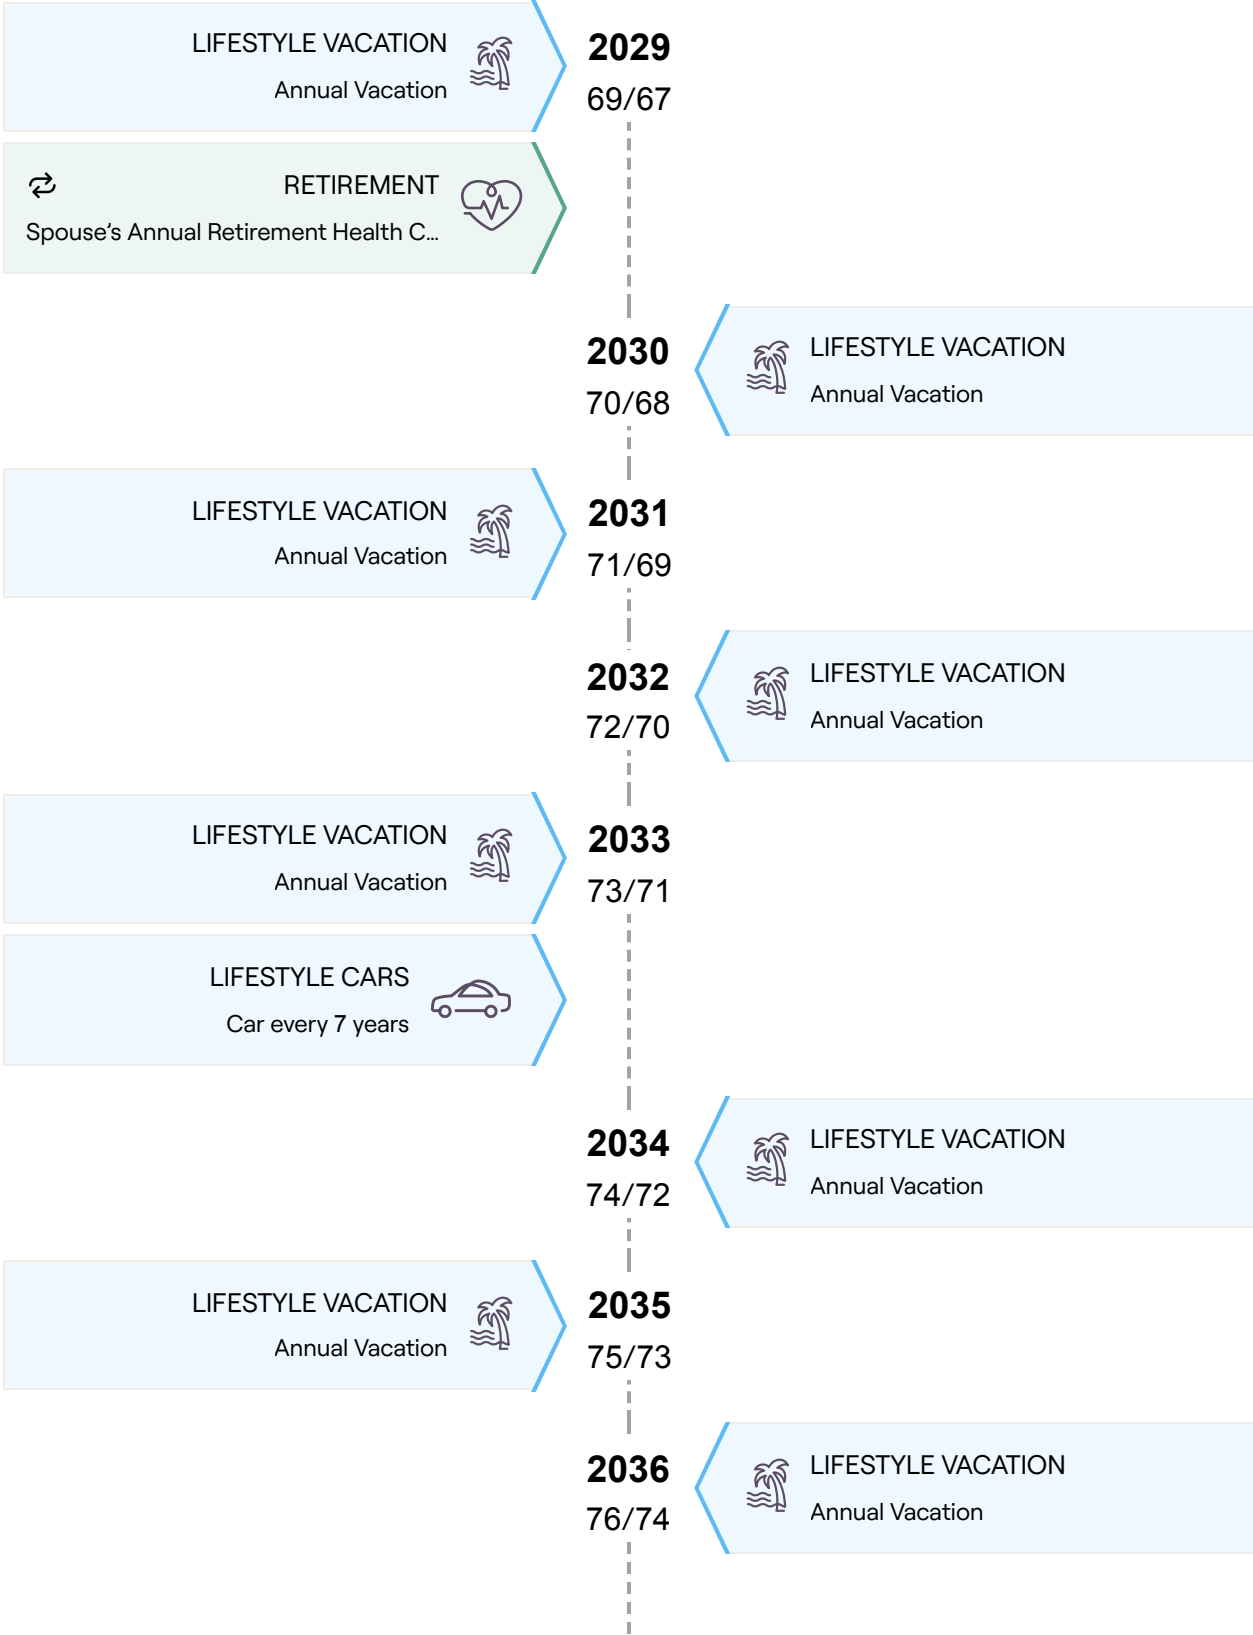 LIFESTYLE VACATION
Annual Vacation
2029
69/67
RETIREMENT
Spouse’s Annual Retirement Health C...
2030
70/68
LIFESTYLE VACATION
Annual Vacation
LIFESTYLE VACATION
Annual Vacation
2031
71/69
2032
72/70
LIFESTYLE VACATION
Annual Vacation
LIFESTYLE VACATION
Annual Vacation
2033
73/71
LIFESTYLE CARS
Car every 7 years
2034
74/72
LIFESTYLE VACATION
Annual Vacation
LIFESTYLE VACATION
Annual Vacation
2035
75/73
2036
76/74
LIFESTYLE VACATION
Annual Vacation